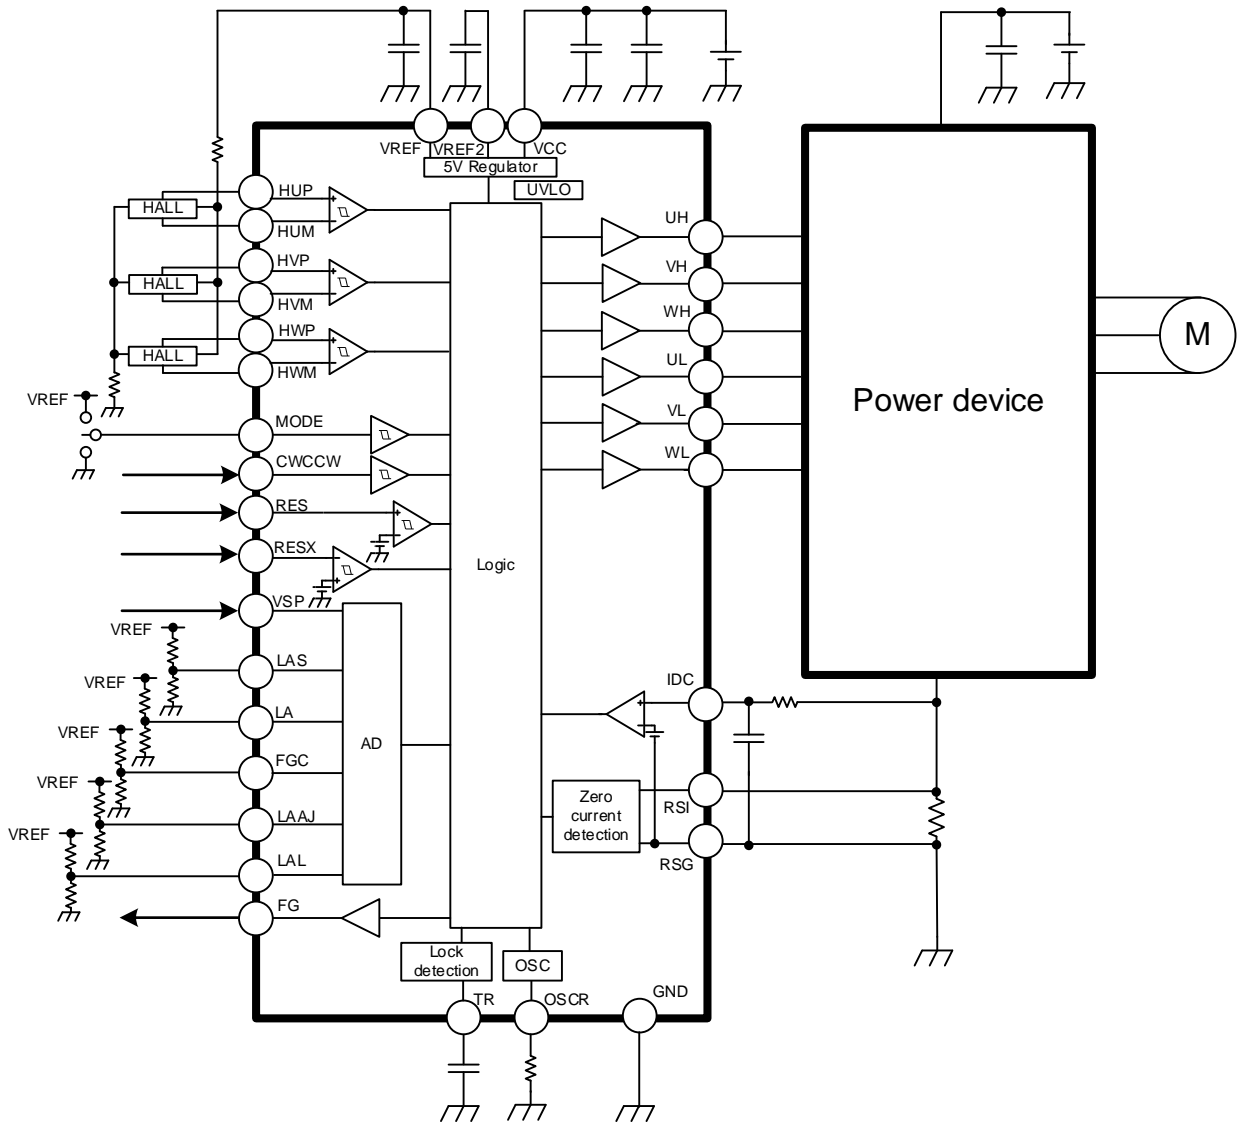 VREF
VREF2
VCC
5V Regulator
UVLO
HUP
HALL
HUM
HVP
HALL
HVM
HWP
HALL
HWM
VREF
MODE
CWCCW
RES
RESX
VSP
VREF
LAS
VREF
LA
VREF
FGC
VREF
LAAJ
VREF
LAL
FG
AD
Logic
UH
VH
WH
UL
VL
WL
Power device
M
IDC
Zero
current
detection
RSI
RSG
Lock
detection
OSC
TR
OSCR
GND